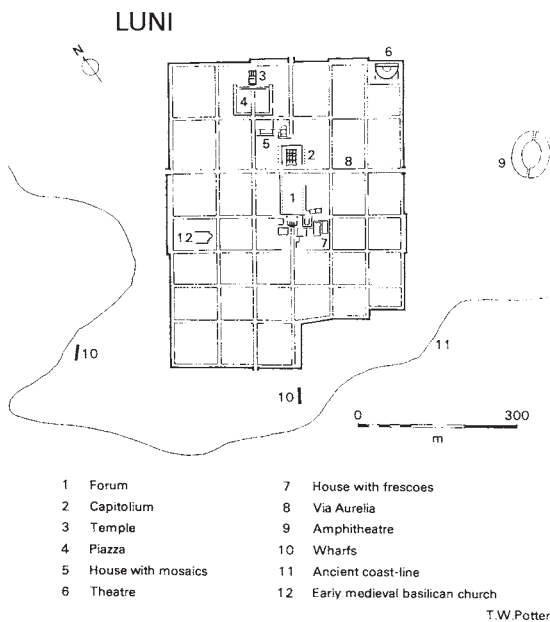 LUNI
N
6
3
4
5
2
8
9
1
12
7
10
11
10
0 300
m
1 Forum
2 Capitolium
3 Temple
4 Piazza
5 House with mosaics
6 Theatre
7 House with frescoes
8 Via Aurelia
9 Amphitheatre
10 Wharfs
11 Ancient coast-line
12 Early medieval basilican church
T.W.Potter